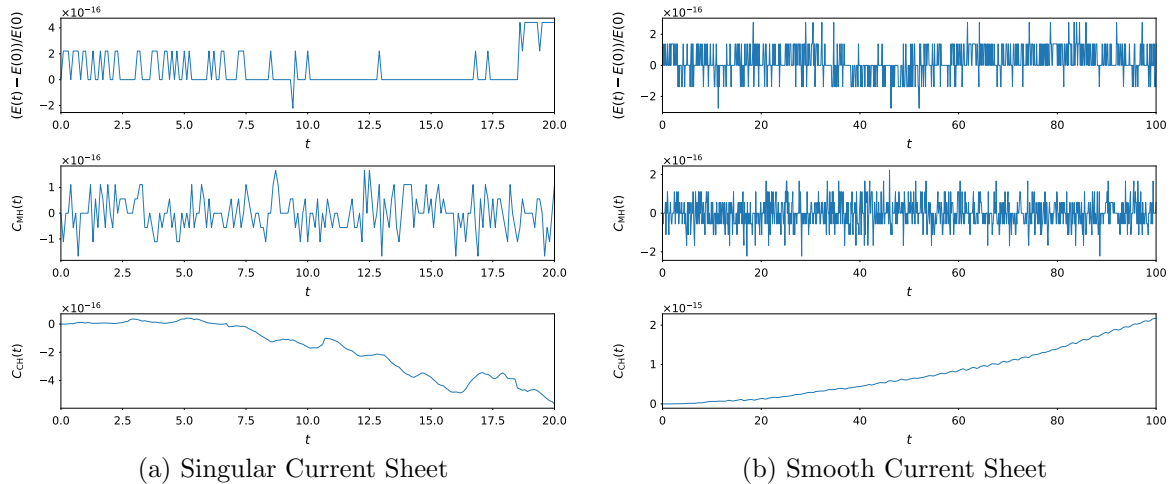 ×10⁻¹⁶
(E(t) − E(0))/E(0)
4
2
0
−2
0.0 2.5 5.0 7.5 10.0 12.5 15.0 17.5 20.0
t
×10⁻¹⁶
C_MH(t)
1
0
−1
0.0 2.5 5.0 7.5 10.0 12.5 15.0 17.5 20.0
t
×10⁻¹⁶
C_CH(t)
0
−2
−4
0.0 2.5 5.0 7.5 10.0 12.5 15.0 17.5 20.0
t
(a) Singular Current Sheet
×10⁻¹⁶
(E(t) − E(0))/E(0)
2
0
−2
0 20 40 60 80 100
t
×10⁻¹⁶
C_MH(t)
2
0
−2
0 20 40 60 80 100
t
×10⁻¹⁵
C_CH(t)
2
1
0
0 20 40 60 80 100
t
(b) Smooth Current Sheet